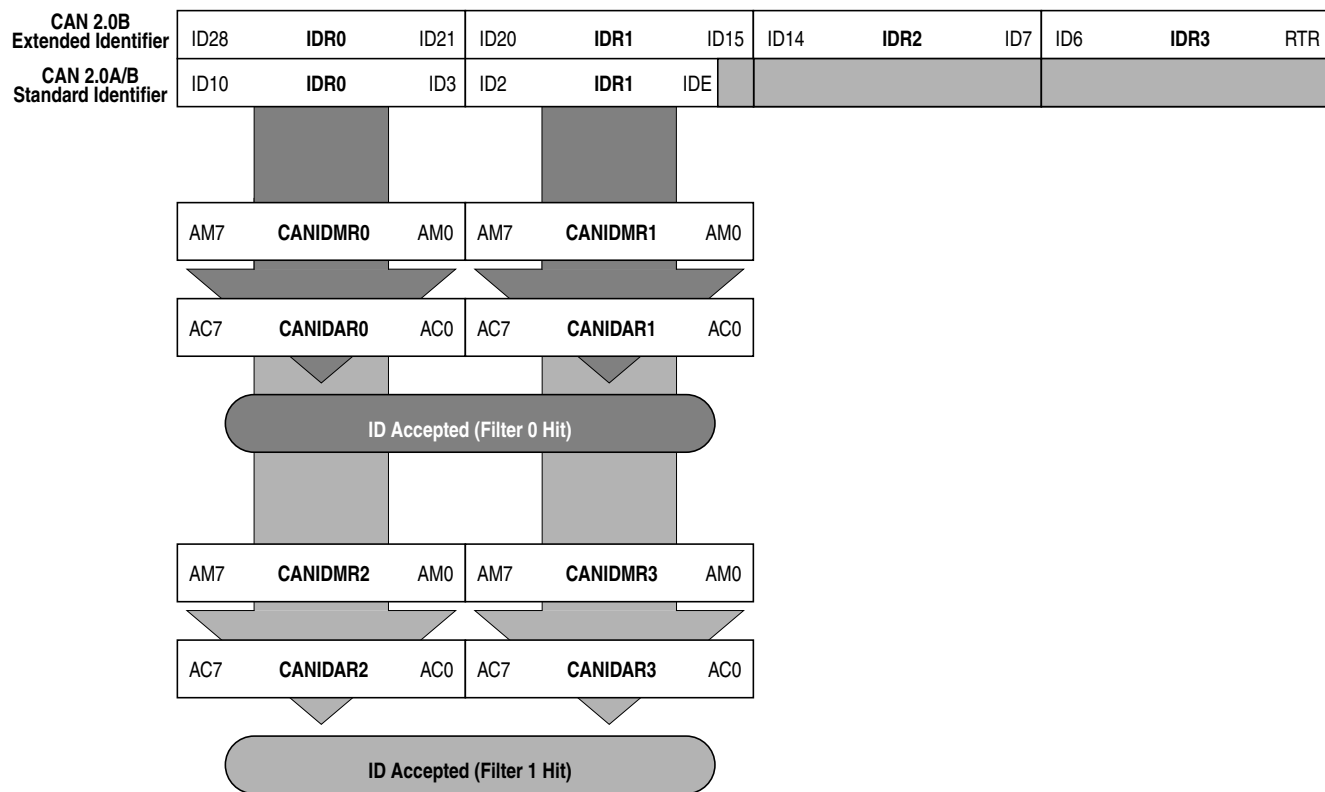 CAN 2.0B
Extended Identifier ID28 IDR0 ID21 ID20 IDR1 ID15 ID14 IDR2 ID7 ID6 IDR3 RTR
CAN 2.0A/B
Standard Identifier ID10 IDR0 ID3 ID2 IDR1 IDE
AM7 CANIDMR0 AM0 AM7 CANIDMR1 AM0
AC7 CANIDAR0 AC0 AC7 CANIDAR1 AC0
ID Accepted (Filter 0 Hit)
AM7 CANIDMR2 AM0 AM7 CANIDMR3 AM0
AC7 CANIDAR2 AC0 AC7 CANIDAR3 AC0
ID Accepted (Filter 1 Hit)